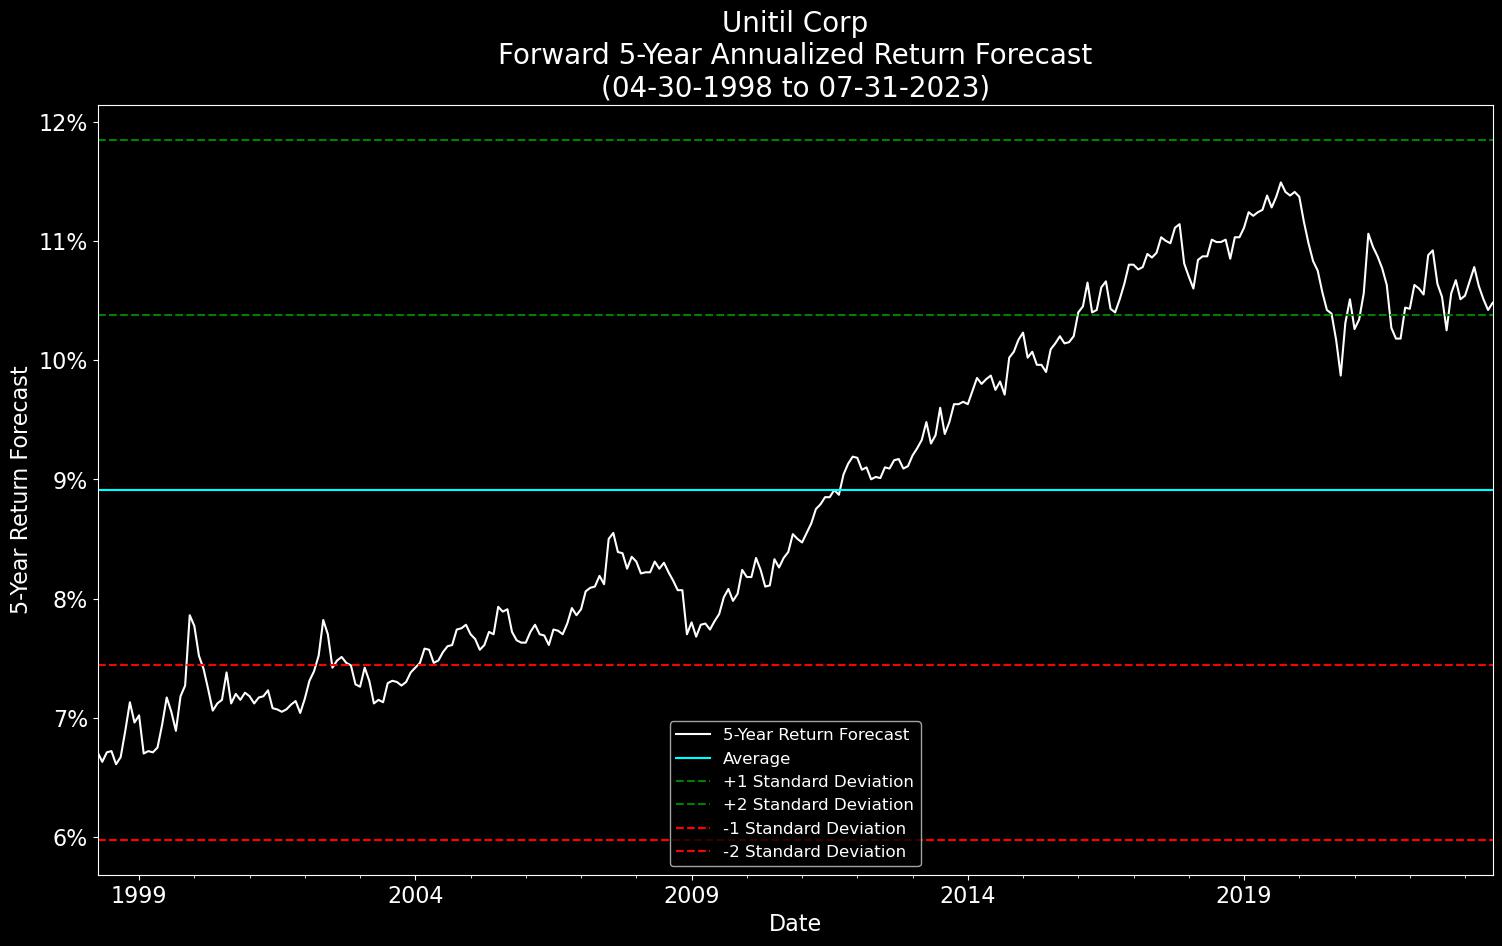 Unitil Corp
Forward 5-Year Annualized Return Forecast
(04-30-1998 to 07-31-2023)
12%
11%
10%
9%
8%
7%
6%
5-Year Return Forecast
5-Year Return Forecast
Average
+1 Standard Deviation
+2 Standard Deviation
-1 Standard Deviation
-2 Standard Deviation
1999 2004 2009 2014 2019
Date